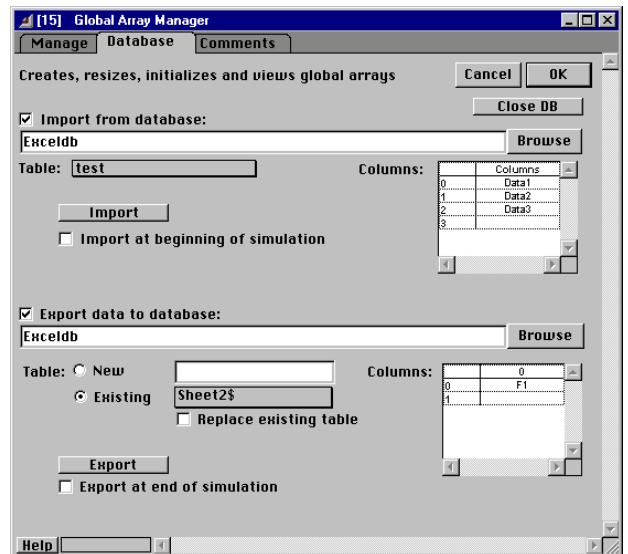 [15] Global Array Manager
Manage Database Comments
Creates, resizes, initializes and views global arrays
Cancel OK
Close DB
Import from database:
Exceldb Browse
Table: test Columns:
Columns
0 Data1
1 Data2
2 Data3
3
Import
Import at beginning of simulation
Export data to database:
Exceldb Browse
Table: New Columns:
0
0 F1
1
Existing Sheet2$
Replace existing table
Export
Export at end of simulation
Help